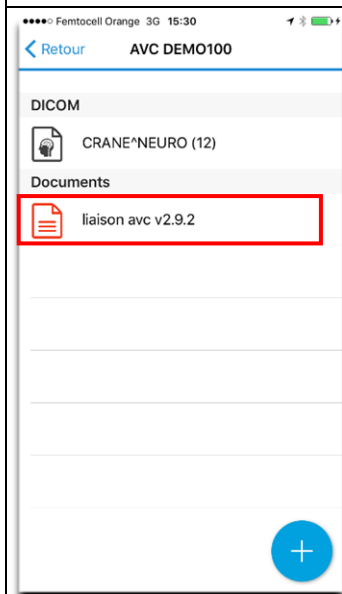 Femtocell Orange 3G 15:30
Retour AVC DEMO100
DICOM
CRANE^NEURO (12)
Documents
liaison avc v2.9.2